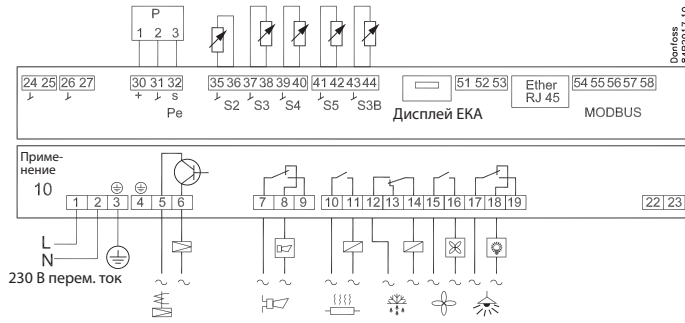 P
1 2 3
Danfoss
24 25 26 27 30 31 32 35 36 37 38 39 40 41 42 43 44 51 52 53 54 55 56 57 58
+ s
Pe
S2 S3 S4 S5 S3B
Дисплей EKA
Ether
RJ 45
MODBUS
Приме-
нение
10
1 2 3 4 5 6 7 8 9 10 11 12 13 14 15 16 17 18 19 22 23
L
N
230 В перем. ток